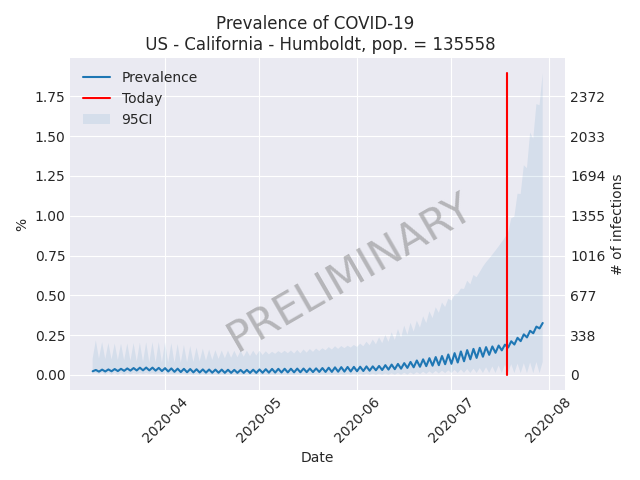 Prevalence of COVID-19
US - California - Humboldt, pop. = 135558
Prevalence
Today
95CI
1.75
1.50
1.25
1.00
0.75
0.50
0.25
0.00
%
2372
2033
1694
1355
1016
677
338
0
# of infections
PRELIMINARY
2020-04
2020-05
2020-06
2020-07
2020-08
Date